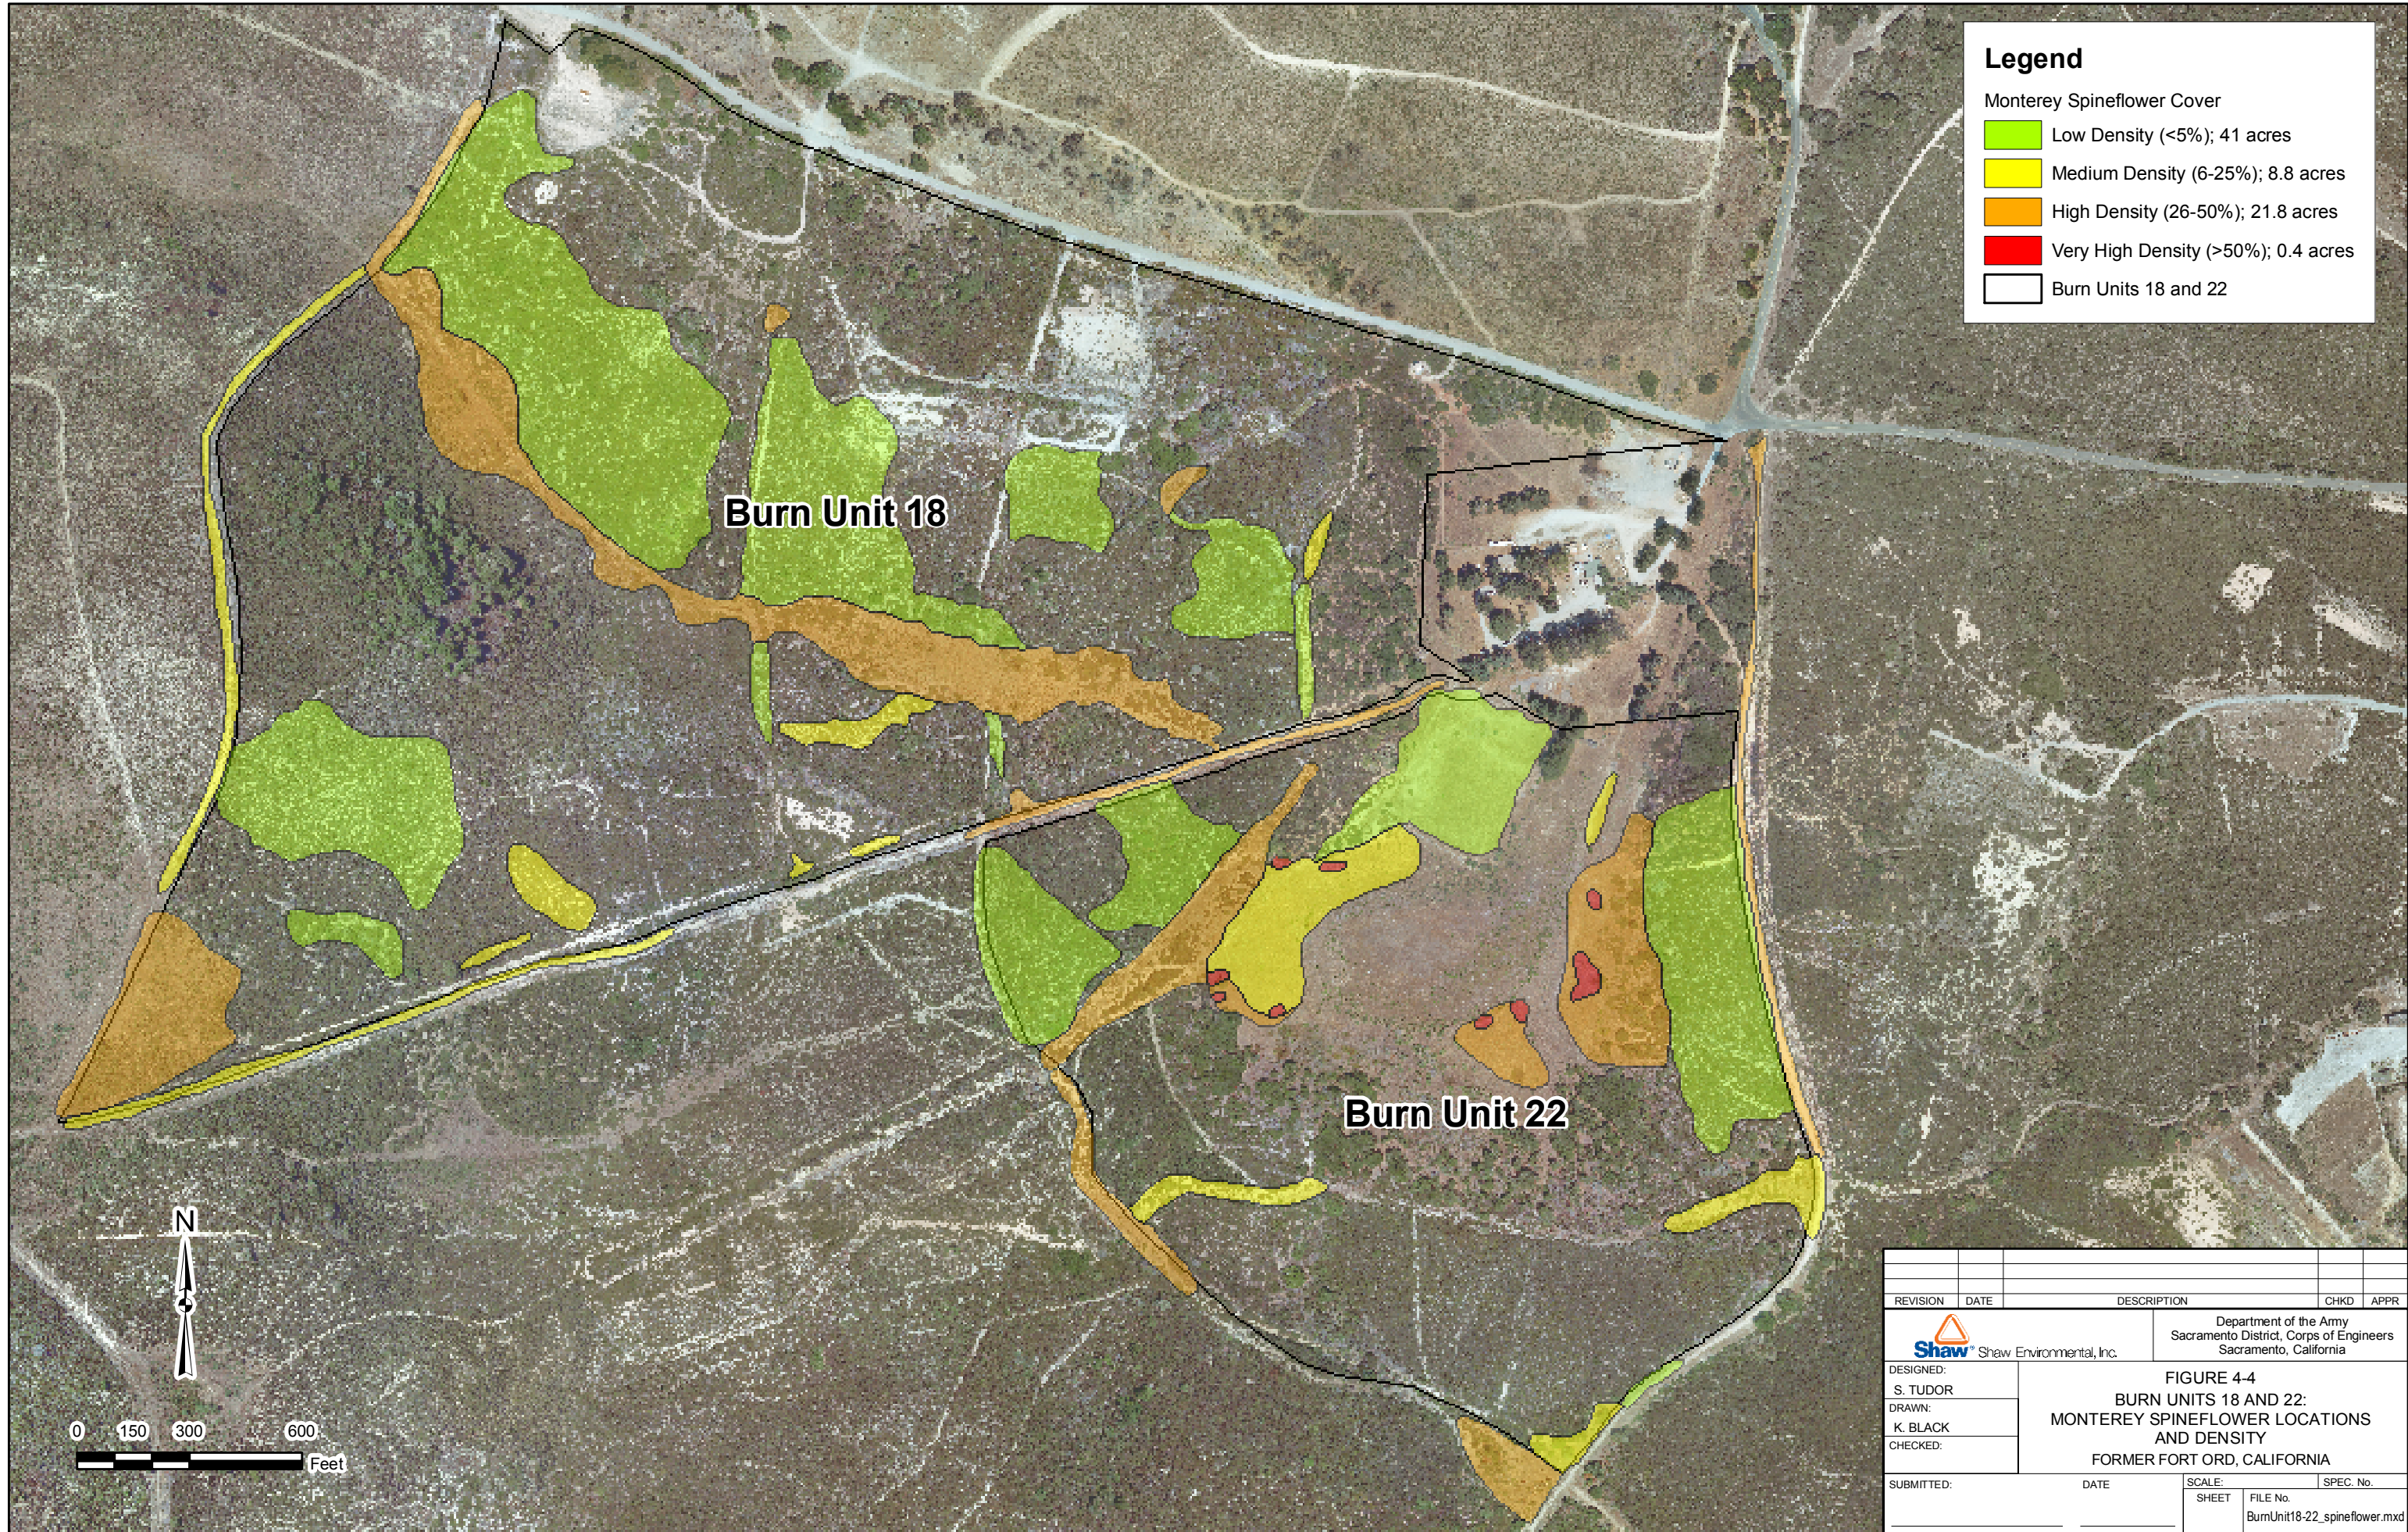 Legend
Monterey Spineflower Cover
Low Density (<5%); 41 acres
Medium Density (6-25%); 8.8 acres
High Density (26-50%); 21.8 acres
Very High Density (>50%); 0.4 acres
Burn Units 18 and 22
Burn Unit 18
Burn Unit 22
N
0 150 300 600
Feet
REVISION DATE DESCRIPTION CHKD APPR
Shaw® Shaw Environmental, Inc.
Department of the Army
Sacramento District, Corps of Engineers
Sacramento, California
DESIGNED:
S. TUDOR
DRAWN:
K. BLACK
CHECKED:
FIGURE 4-4
BURN UNITS 18 AND 22:
MONTEREY SPINEFLOWER LOCATIONS
AND DENSITY
FORMER FORT ORD, CALIFORNIA
SUBMITTED: DATE
SCALE: SPEC. No.
SHEET FILE No.
BurnUnit18-22_spineflower.mxd